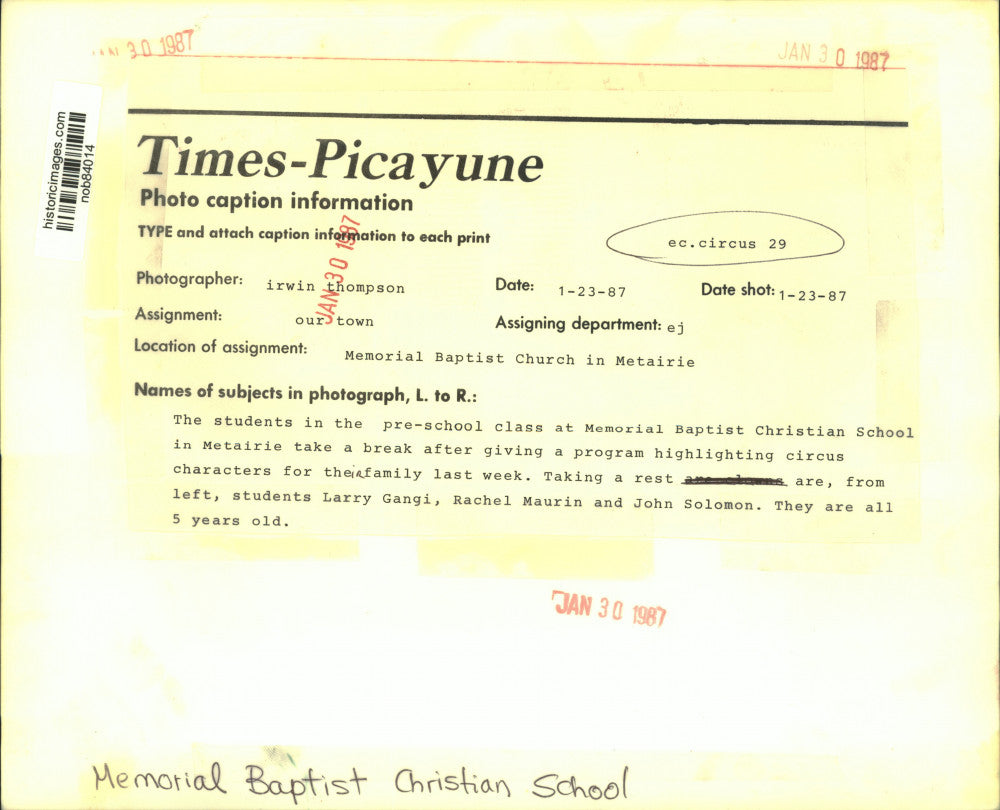 30 1987
JAN 30 1987
historicimages.com
nob84014
Times-Picayune
Photo caption information
TYPE and attach caption information to each print
JAN 30 1987
ec.circus 29
Photographer: irwin thompson Date: 1-23-87 Date shot: 1-23-87
Assignment: our town Assigning department: ej
Location of assignment: Memorial Baptist Church in Metairie
Names of subjects in photograph, L. to R.:
The students in the pre-school class at Memorial Baptist Christian School
in Metairie take a break after giving a program highlighting circus
characters for their family last week. Taking a rest are, from
left, students Larry Gangi, Rachel Maurin and John Solomon. They are all
5 years old.
JAN 30 1987
Memorial Baptist Christian School